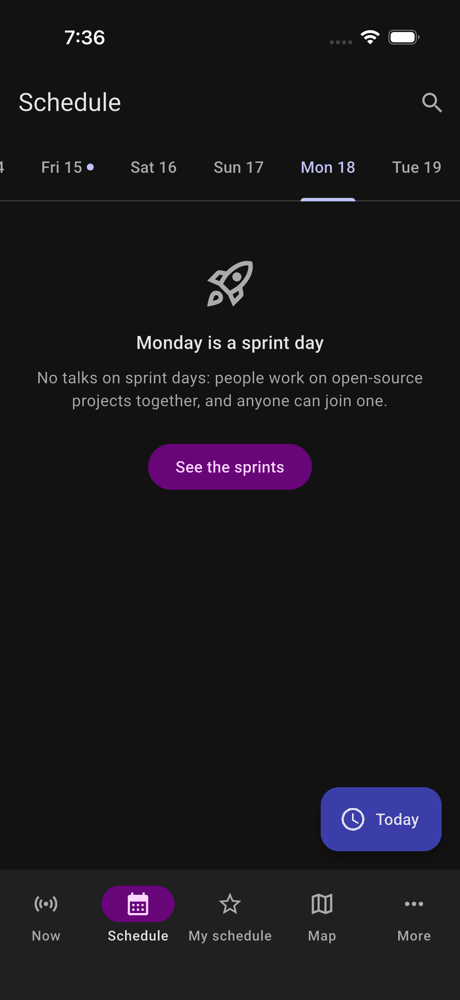 7:36
Schedule
4
Fri 15
Sat 16
Sun 17
Mon 18
Tue 19
Monday is a sprint day
No talks on sprint days: people work on open-source
projects together, and anyone can join one.
See the sprints
Today
Now
Schedule
My schedule
Map
More